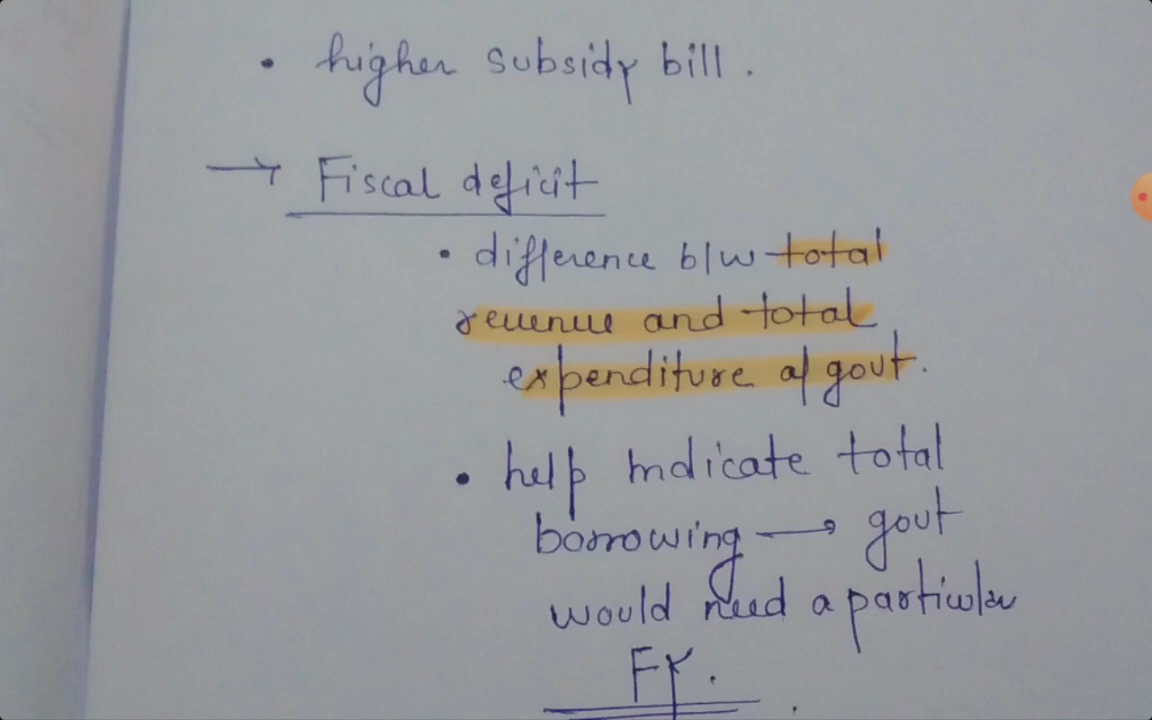 • higher subsidy bill.
→ Fiscal deficit
• difference b/w total
revenue and total
expenditure of govt.
• help indicate total
borrowing → govt
would need a particular
FY.